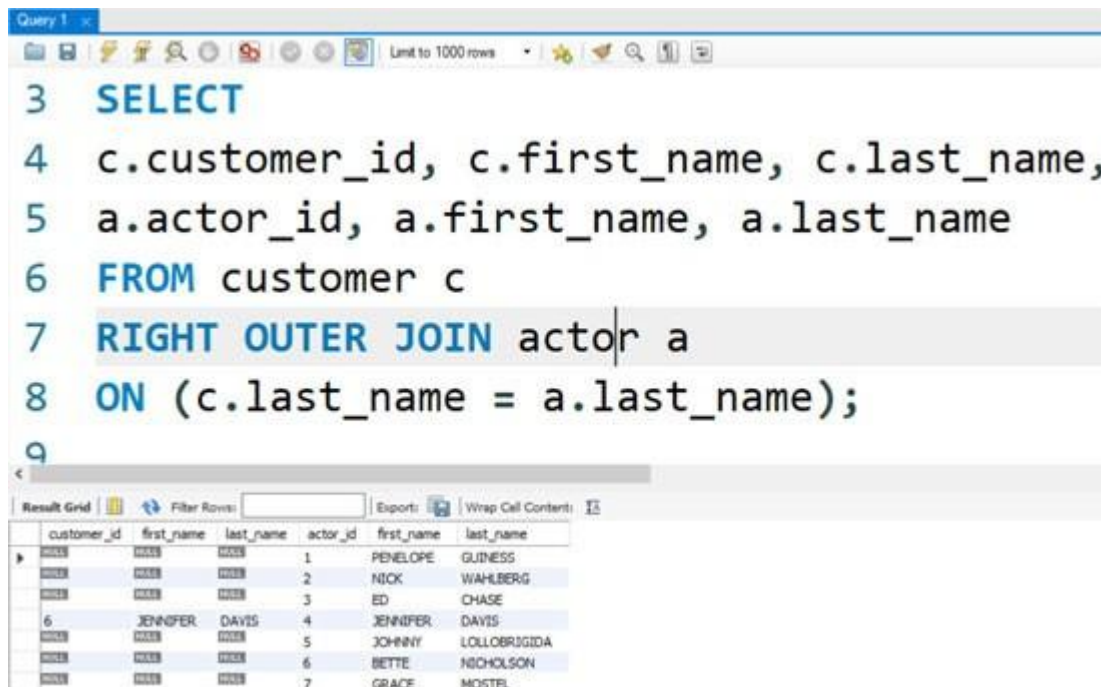 Query 1
Limit to 1000 rows
3 SELECT
4 c.customer_id, c.first_name, c.last_name,
5 a.actor_id, a.first_name, a.last_name
6 FROM customer c
7 RIGHT OUTER JOIN actor a
8 ON (c.last_name = a.last_name);
9
Result Grid Filter Rows: Export: Wrap Cell Content:
customer_id first_name last_name actor_id first_name last_name
NULL NULL NULL 1 PENELOPE GUINESS
NULL NULL NULL 2 NICK WAHLBERG
NULL NULL NULL 3 ED CHASE
6 JENNIFER DAVIS 4 JENNIFER DAVIS
NULL NULL NULL 5 JOHNNY LOLLOBRIGIDA
NULL NULL NULL 6 BETTE NICHOLSON
NULL NULL NULL 7 GRACE MOSTEL